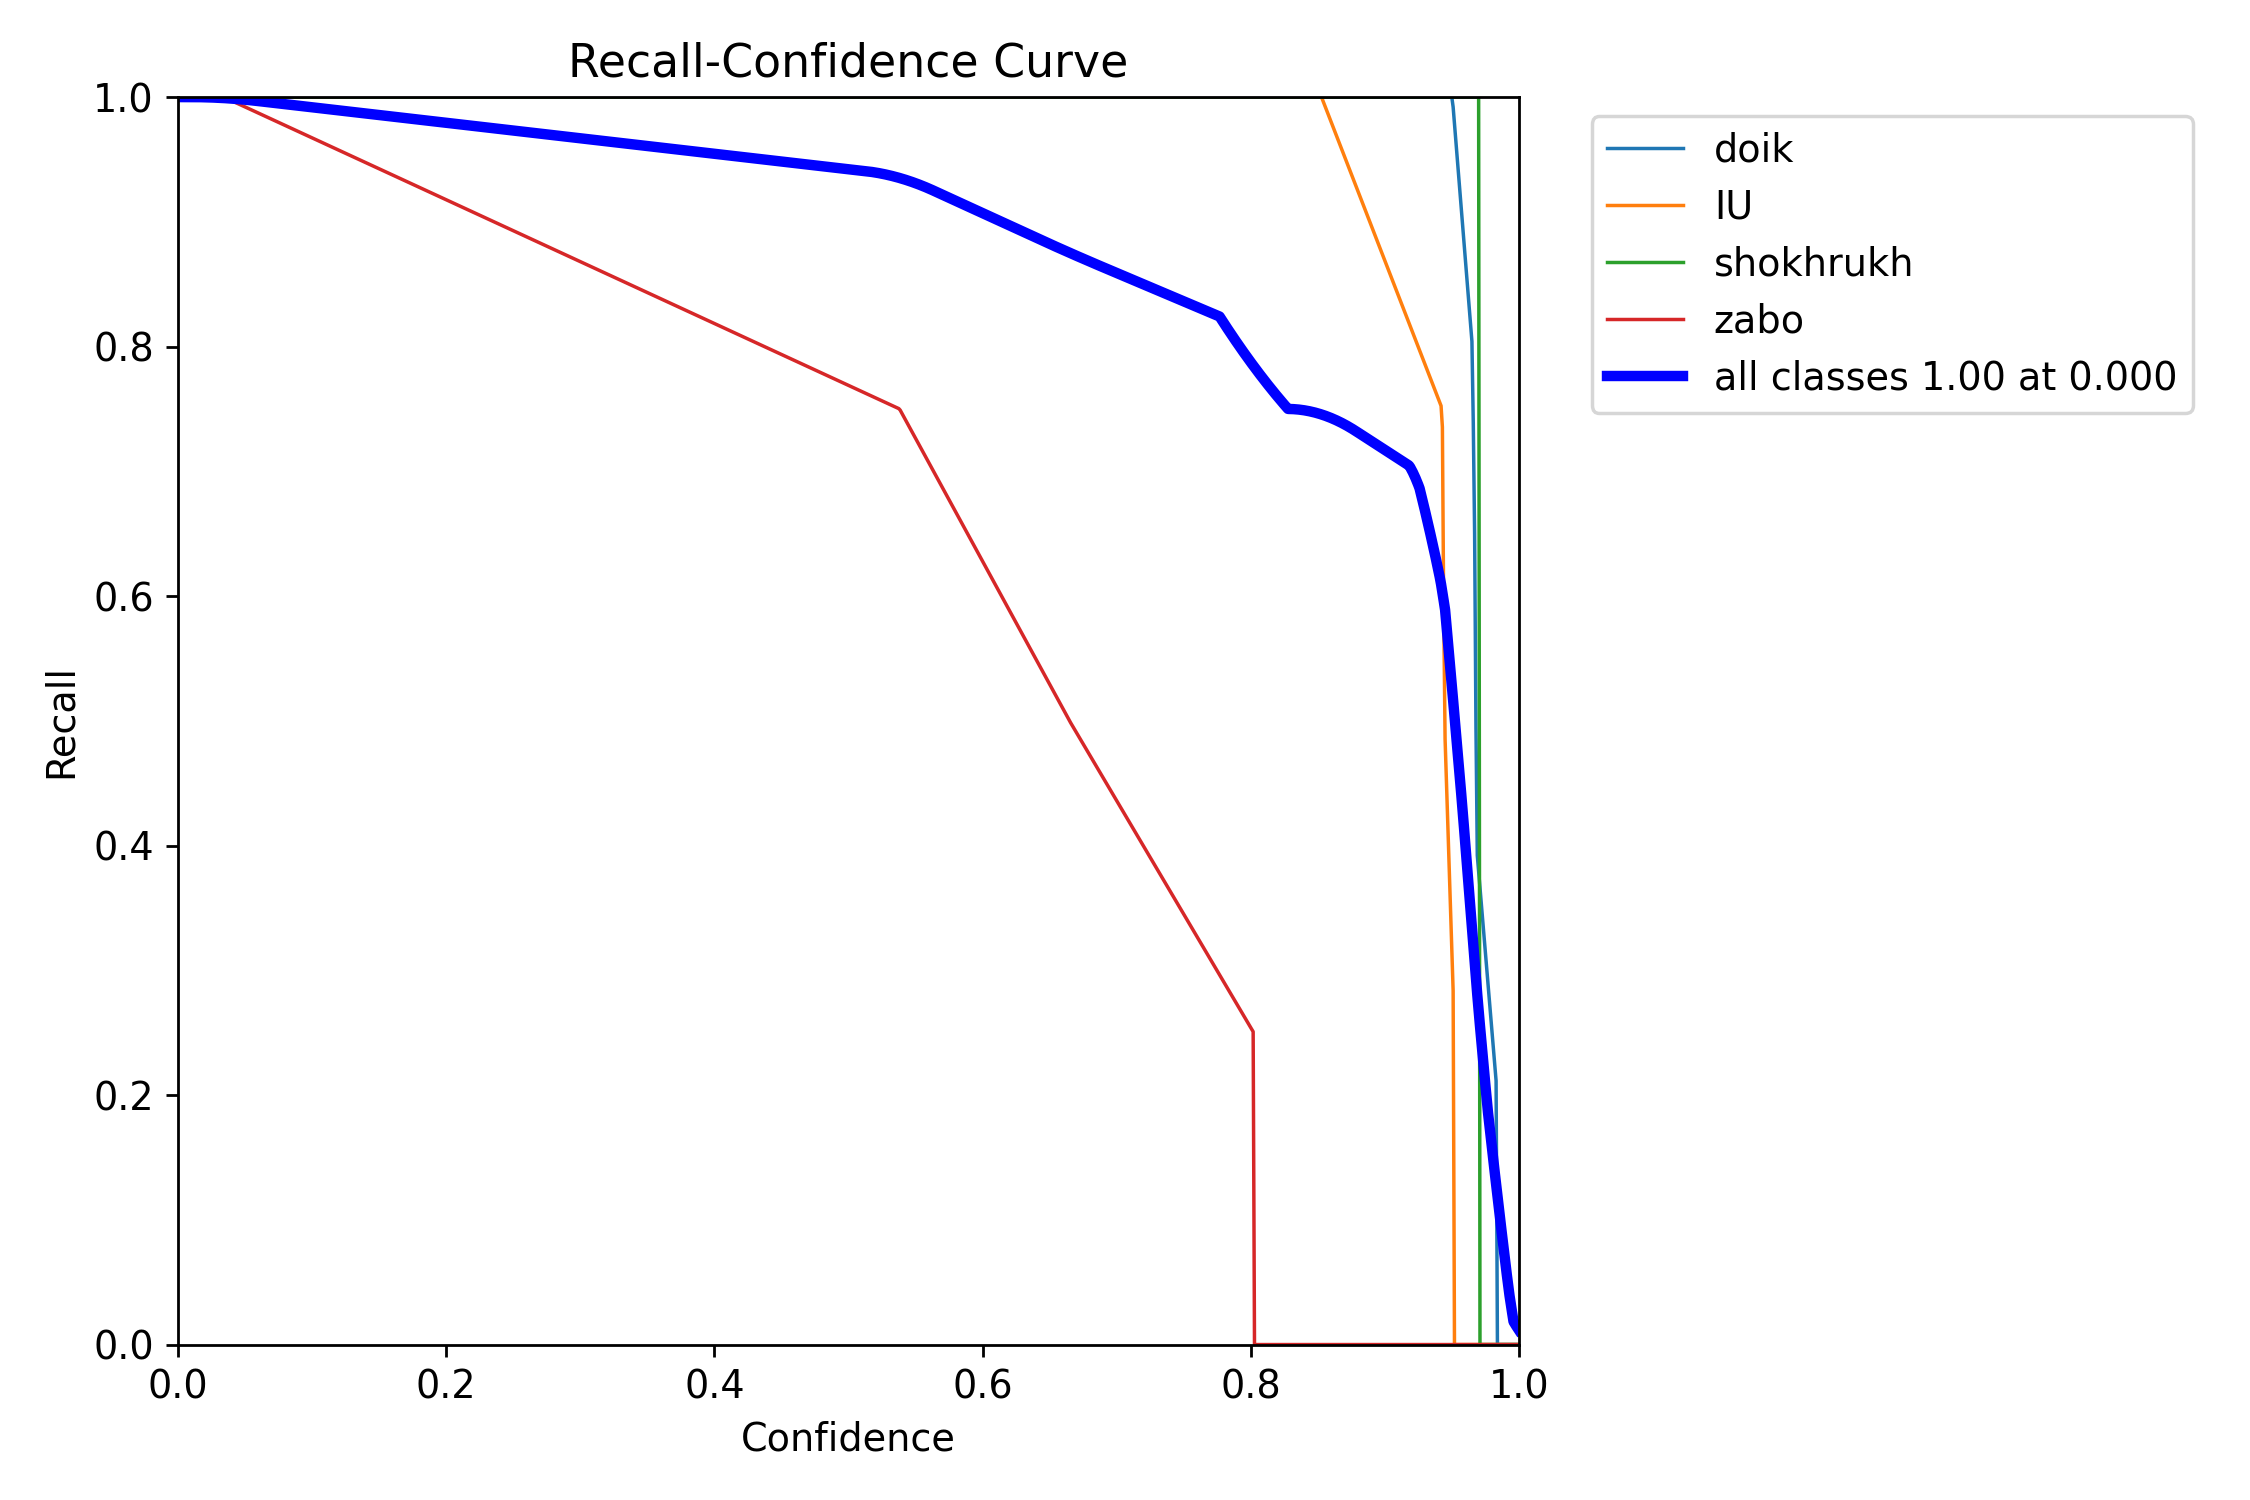 Recall-Confidence Curve
1.0
0.8
0.6
0.4
0.2
0.0
Recall
0.0 0.2 0.4 0.6 0.8 1.0
Confidence
doik
IU
shokhrukh
zabo
all classes 1.00 at 0.000